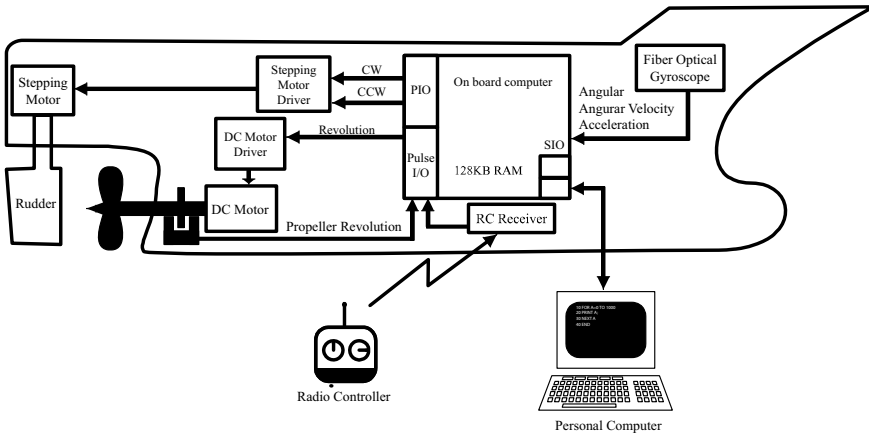 Stepping
Motor
Stepping
Motor
Driver
CW
CCW
PIO
On board computer
Fiber Optical
Gyroscope
Angular
Angurar Velocity
Acceleration
DC Motor
Driver
Revolution
Pulse
I/O
128KB RAM
SIO
Rudder
DC Motor
Propeller Revolution
RC Receiver
Radio Controller
10 FOR A=0 TO 1000
20 PRINT A;
30 NEXT A
40 END
Personal Computer